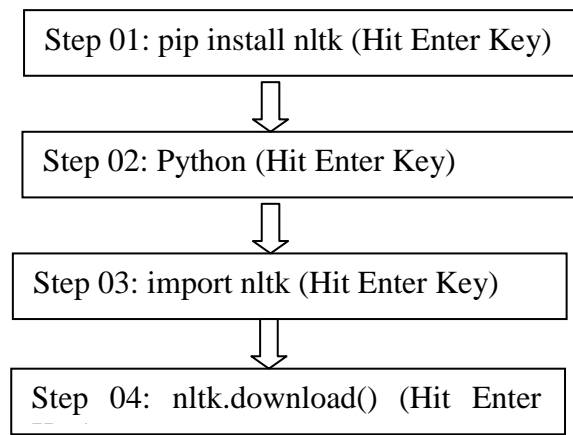 Step 01: pip install nltk (Hit Enter Key)
Step 02: Python (Hit Enter Key)
Step 03: import nltk (Hit Enter Key)
Step 04: nltk.download() (Hit Enter